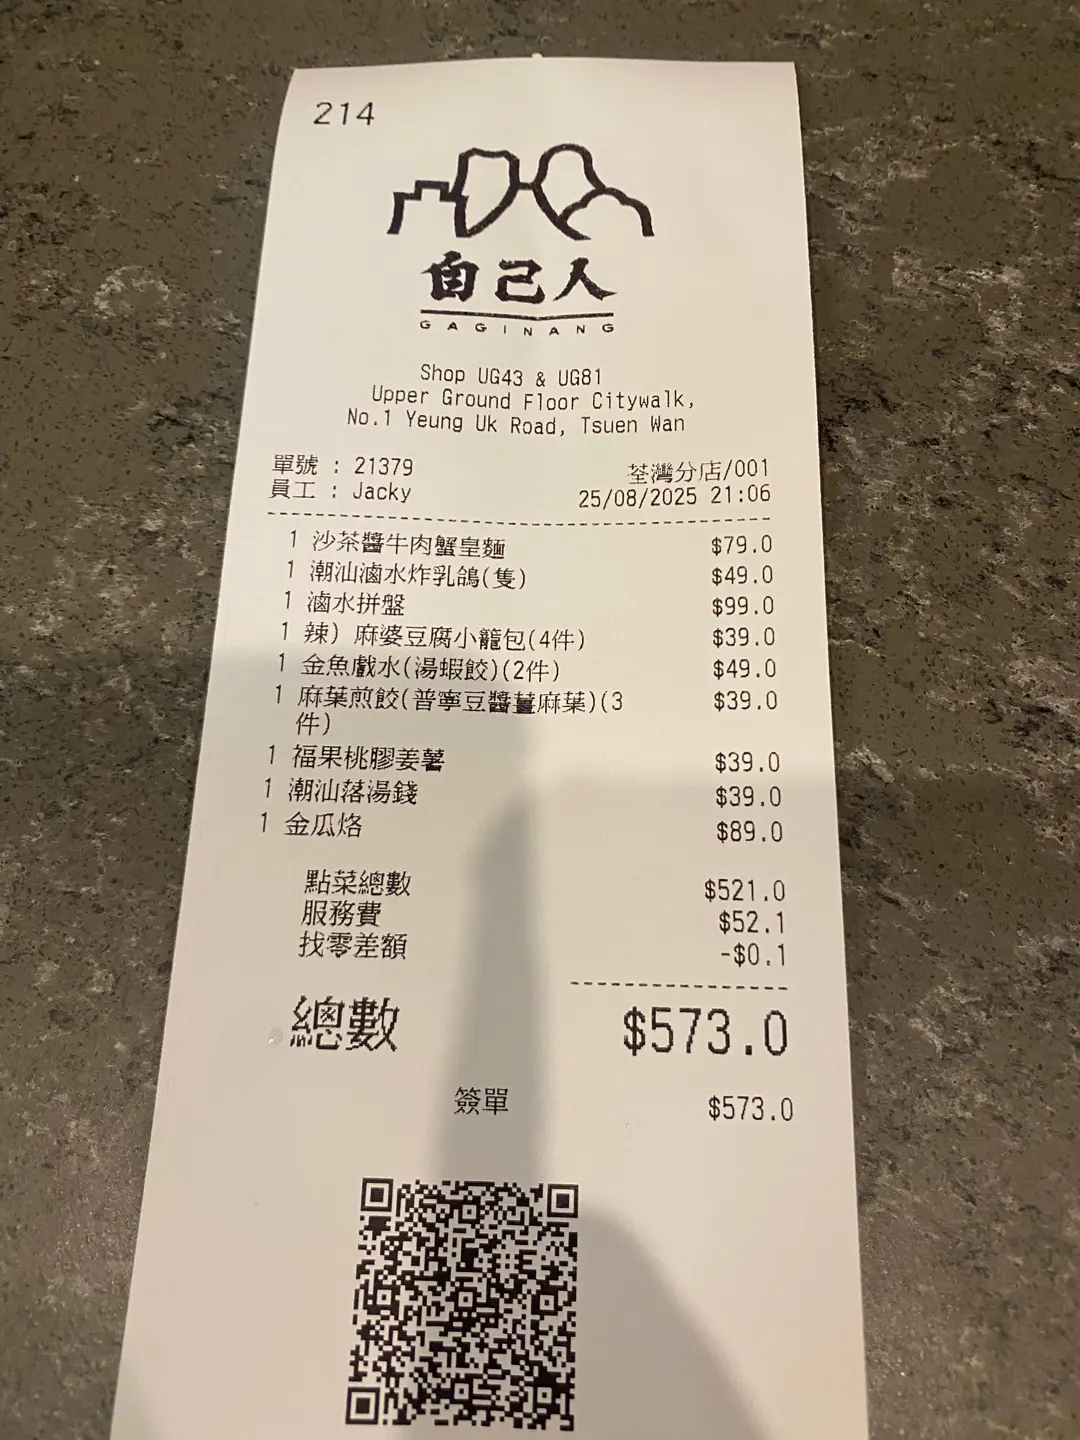 214
自己人
GAGINANG
Shop UG43 & UG81
Upper Ground Floor Citywalk,
No.1 Yeung Uk Road, Tsuen Wan
單號 : 21379 荃灣分店/001
員工 : Jacky 25/08/2025 21:06
1 沙茶醬牛肉蟹皇麵 $79.0
1 潮汕滷水炸乳鴿(隻) $49.0
1 滷水拼盤 $99.0
1 辣) 麻婆豆腐小籠包(4件) $39.0
1 金魚戲水(湯蝦餃)(2件) $49.0
1 麻葉煎餃(普寧豆醬薑麻葉)(3 $39.0
件)
1 福果桃膠姜薯 $39.0
1 潮汕落湯錢 $39.0
1 金瓜烙 $89.0
點菜總數 $521.0
服務費 $52.1
找零差額 -$0.1
總數 $573.0
簽單 $573.0